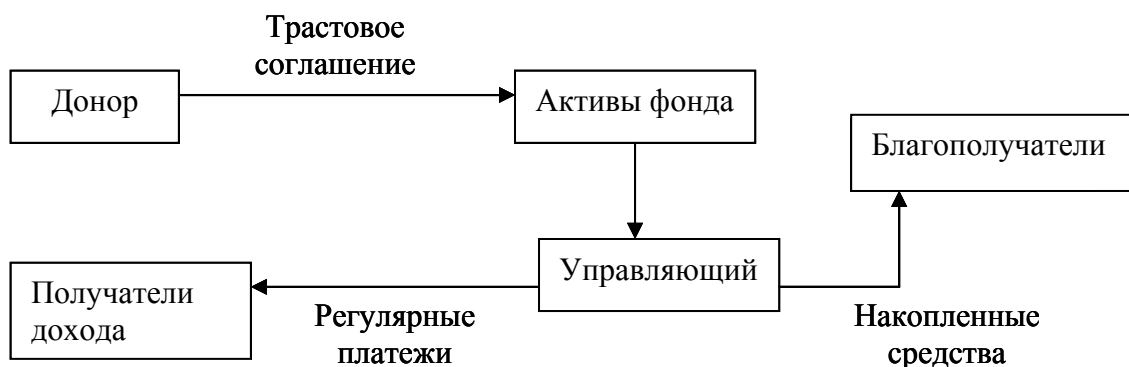 Трастовое
соглашение
Донор
Активы фонда
Благополучатели
Управляющий
Получатели
дохода
Регулярные
платежи
Накопленные
средства